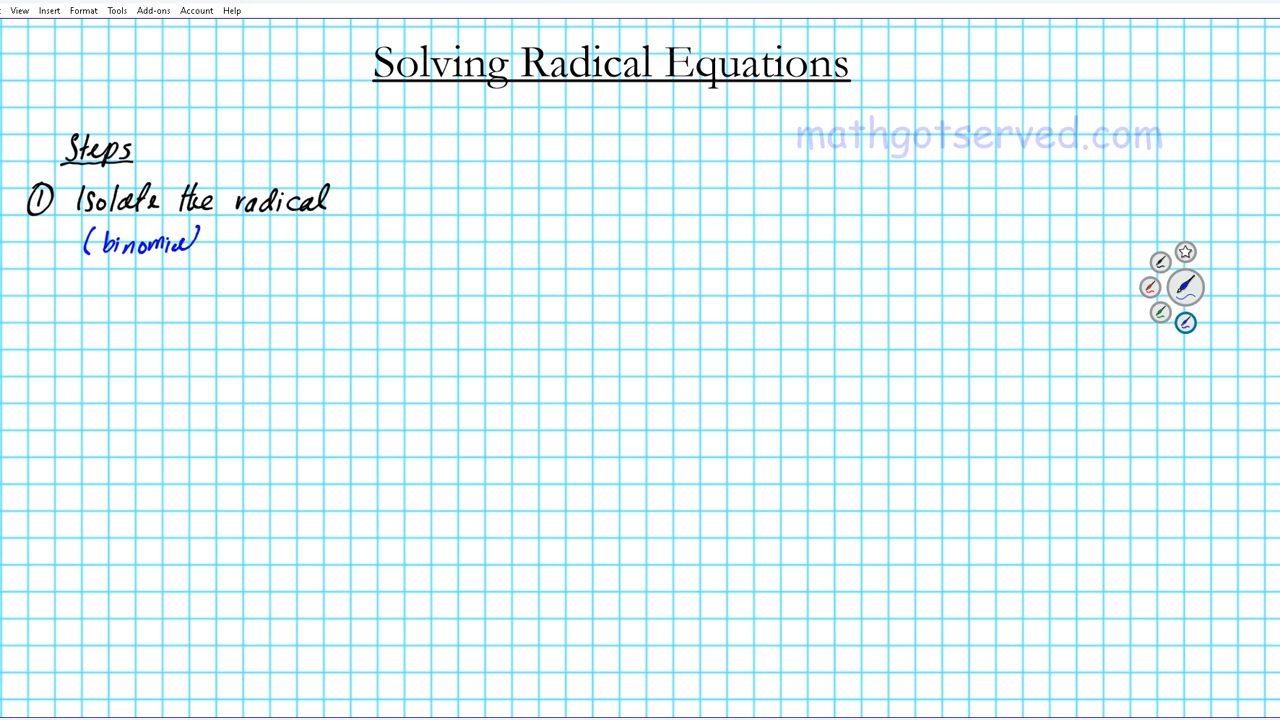 View Insert Format Tools Add-ons Account Help
Solving Radical Equations
mathgotserved.com
Steps
① Isolate the radical
(binomial)